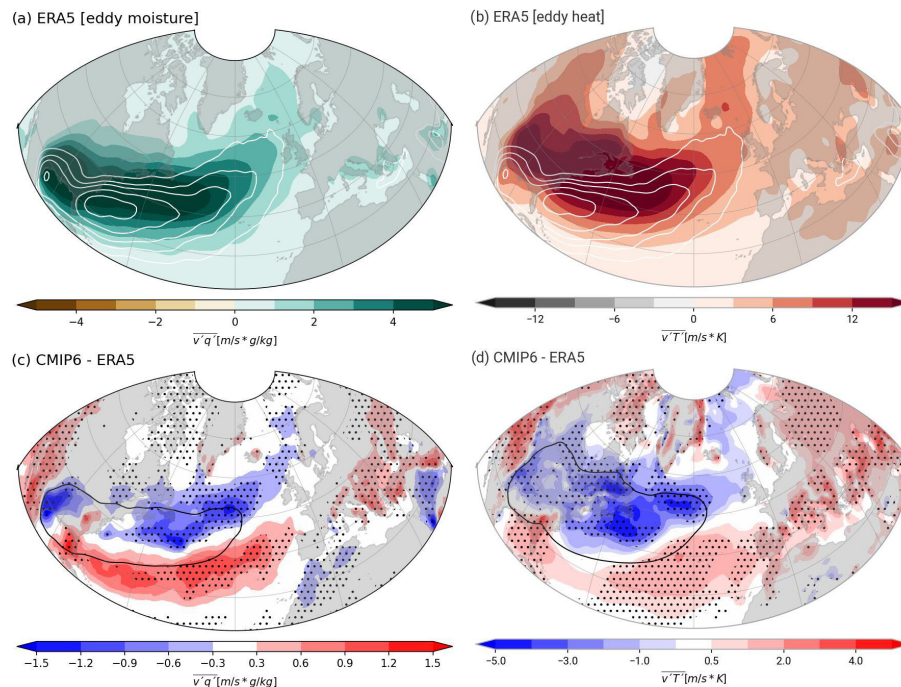 (a) ERA5 [eddy moisture]
(b) ERA5 [eddy heat]
−4 −2 0 2 4
v′q′[m/s*g/kg]
−12 −6 0 6 12
v′T′[m/s*K]
(c) CMIP6 - ERA5
(d) CMIP6 - ERA5
−1.5 −1.2 −0.9 −0.6 −0.3 0.3 0.6 0.9 1.2 1.5
v′q′[m/s*g/kg]
−5.0 −3.0 −1.0 0.5 2.0 4.0
v′T′[m/s*K]